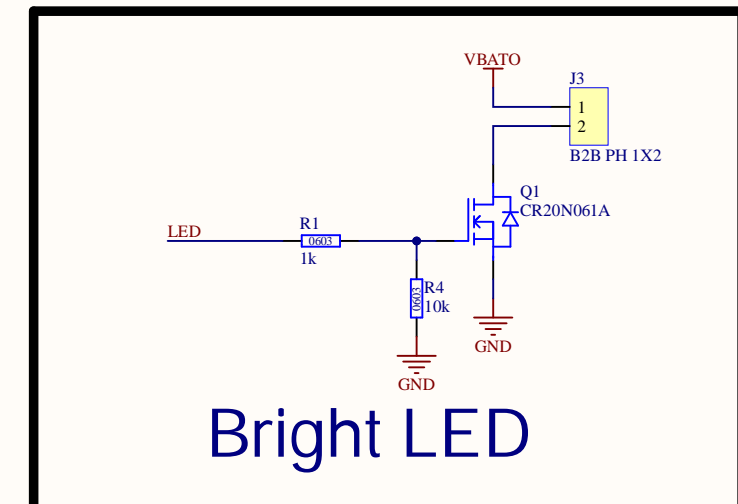 VBATO
J3
1
2
B2B PH 1X2
Q1
CR20N061A
LED
R1
0603
1k
R4
0603
10k
GND
GND
Bright LED